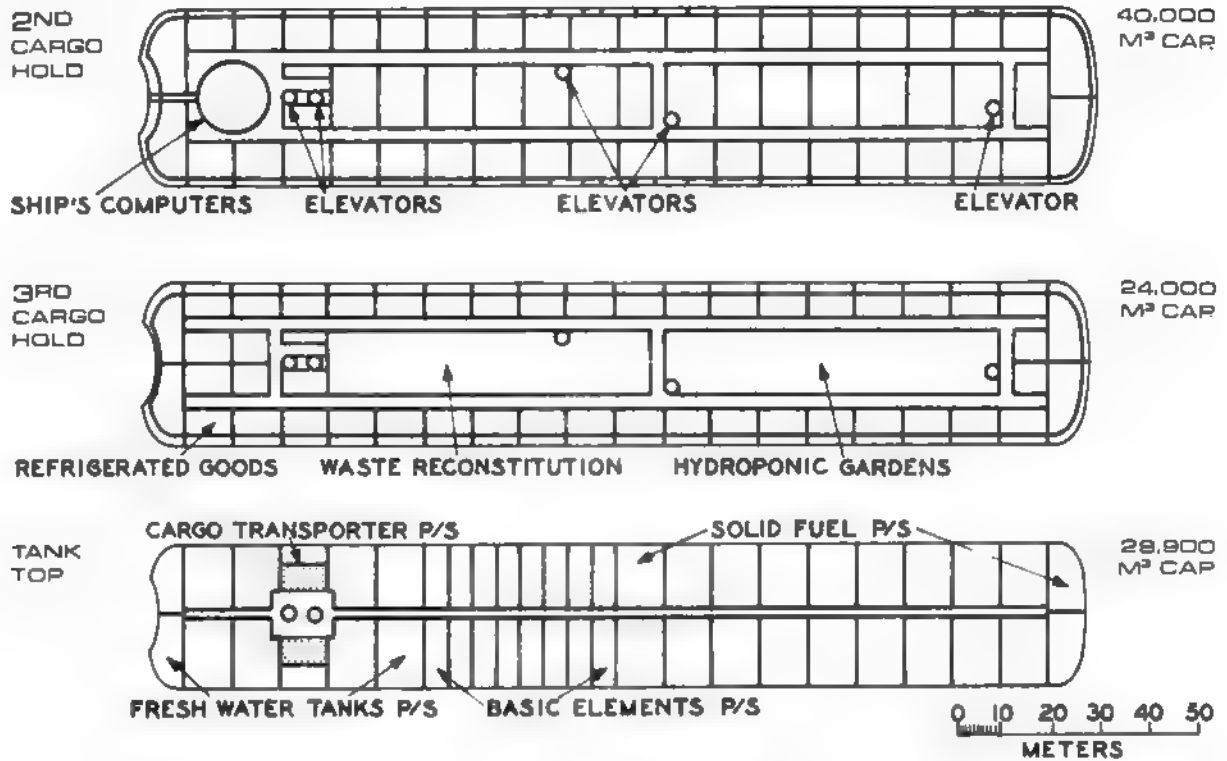 2ND
CARGO
HOLD
40,000
M³ CAP
SHIP'S COMPUTERS
ELEVATORS
ELEVATORS
ELEVATOR
3RD
CARGO
HOLD
24,000
M³ CAP
REFRIGERATED GOODS
WASTE RECONSTITUTION
HYDROPONIC GARDENS
TANK
TOP
CARGO TRANSPORTER P/S
SOLID FUEL P/S
28,900
M³ CAP
FRESH WATER TANKS P/S
BASIC ELEMENTS P/S
0 10 20 30 40 50
METERS